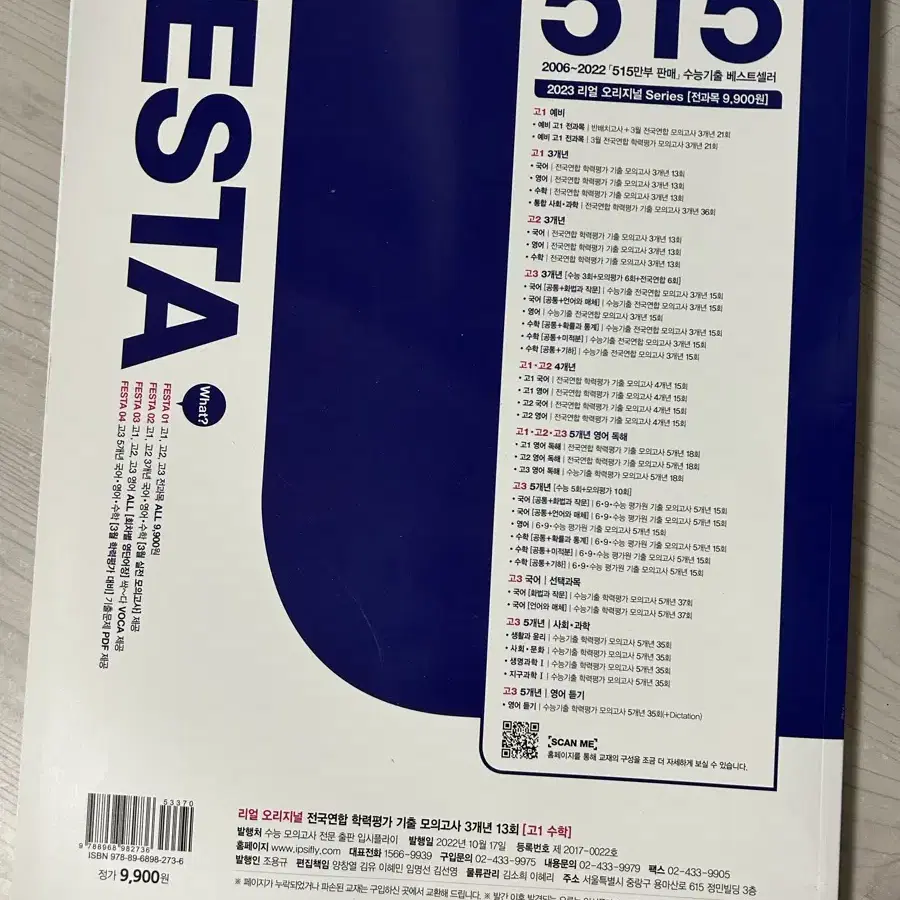 ESTA
What?
FESTA 01 고1, 고2, 고3 전과목 ALL 9,900원
FESTA 02 고1, 고2 3개년 국어•영어•수학 [3월 실전 모의고사] 제공
FESTA 03 고1, 고2, 고3 영어 ALL [회차별 영단어장] 싹~다 VOCA 제공
FESTA 04 고3 5개년 국어•영어•수학 [3월 학력평가 대비] 기출문제 PDF 제공
515
2006~2022 「515만부 판매」 수능기출 베스트셀러
2023 리얼 오리지널 Series [전과목 9,900원]
고1 예비
• 예비 고1 전과목 | 반배치고사+3월 전국연합 모의고사 3개년 21회
• 예비 고1 전과목 | 3월 전국연합 학력평가 모의고사 3개년 21회
고1 3개년
• 국어 | 전국연합 학력평가 기출 모의고사 3개년 13회
• 영어 | 전국연합 학력평가 기출 모의고사 3개년 13회
• 수학 | 전국연합 학력평가 기출 모의고사 3개년 13회
• 통합 사회•과학 | 전국연합 학력평가 기출 모의고사 3개년 36회
고2 3개년
• 국어 | 전국연합 학력평가 기출 모의고사 3개년 13회
• 영어 | 전국연합 학력평가 기출 모의고사 3개년 13회
• 수학 | 전국연합 학력평가 기출 모의고사 3개년 13회
고3 3개년 [수능 3회+모의평가 6회+전국연합 6회]
• 국어 [공통+화법과 작문] | 수능기출 전국연합 모의고사 3개년 15회
• 국어 [공통+언어와 매체] | 수능기출 전국연합 모의고사 3개년 15회
• 영어 | 수능기출 전국연합 모의고사 3개년 15회
• 수학 [공통+확률과 통계] | 수능기출 전국연합 모의고사 3개년 15회
• 수학 [공통+미적분] | 수능기출 전국연합 모의고사 3개년 15회
• 수학 [공통+기하] | 수능기출 전국연합 모의고사 3개년 15회
고1•고2 4개년
• 고1 국어 | 전국연합 학력평가 기출 모의고사 4개년 15회
• 고1 영어 | 전국연합 학력평가 기출 모의고사 4개년 15회
• 고2 국어 | 전국연합 학력평가 기출 모의고사 4개년 15회
• 고2 영어 | 전국연합 학력평가 기출 모의고사 4개년 15회
고1•고2•고3 5개년 영어 독해
• 고1 영어 독해 | 전국연합 학력평가 기출 모의고사 5개년 18회
• 고2 영어 독해 | 전국연합 학력평가 기출 모의고사 5개년 18회
• 고3 영어 독해 | 수능기출 학력평가 모의고사 5개년 18회
고3 5개년 [수능 5회+모의평가 10회]
• 국어 [공통+화법과 작문] | 6•9•수능 평가원 기출 모의고사 5개년 15회
• 국어 [공통+언어와 매체] | 6•9•수능 평가원 기출 모의고사 5개년 15회
• 영어 | 6•9•수능 평가원 기출 모의고사 5개년 15회
• 수학 [공통+확률과 통계] | 6•9•수능 평가원 기출 모의고사 5개년 15회
• 수학 [공통+미적분] | 6•9•수능 평가원 기출 모의고사 5개년 15회
• 수학 [공통+기하] | 6•9•수능 평가원 기출 모의고사 5개년 15회
고3 국어 | 선택과목
• 국어 [화법과 작문] | 수능기출 학력평가 모의고사 5개년 37회
• 국어 [언어와 매체] | 수능기출 학력평가 모의고사 5개년 37회
고3 5개년 | 사회•과학
• 생활과 윤리 | 수능기출 학력평가 모의고사 5개년 35회
• 사회•문화 | 수능기출 학력평가 모의고사 5개년 35회
• 생명과학 I | 수능기출 학력평가 모의고사 5개년 35회
• 지구과학 I | 수능기출 학력평가 모의고사 5개년 35회
고3 5개년 | 영어 듣기
• 영어 듣기 | 수능기출 학력평가 모의고사 5개년 35회(+Dictation)
[SCAN ME]
홈페이지를 통해 교재의 구성을 조금 더 자세하게 보실 수 있습니다.
53370
9 788968 982736
ISBN 978-89-6898-273-6
정가 9,900원
리얼 오리지널 전국연합 학력평가 기출 모의고사 3개년 13회 [고1 수학]
발행처 수능 모의고사 전문 출판 입시플라이 발행일 2022년 10월 17일 등록번호 제 2017-0022호
홈페이지 www.ipsifly.com 대표전화 1566-9939 구입문의 02-433-9975 내용문의 02-433-9979 팩스 02-433-9905
발행인 조용규 편집책임 양창열 김유 이혜민 임명선 김선영 물류관리 김소희 이혜리 주소 서울특별시 중랑구 용마산로 615 정민빌딩 3층
※ 페이지가 누락되었거나 파손된 교재는 구입하신 곳에서 교환해 드립니다.